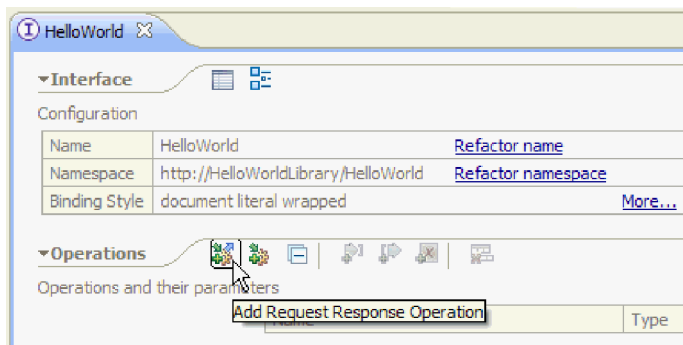 HelloWorld
Interface
Configuration
Name HelloWorld Refactor name
Namespace http://HelloWorldLibrary/HelloWorld Refactor namespace
Binding Style document literal wrapped More...
Operations
Operations and their parameters
Add Request Response Operation
Name Type